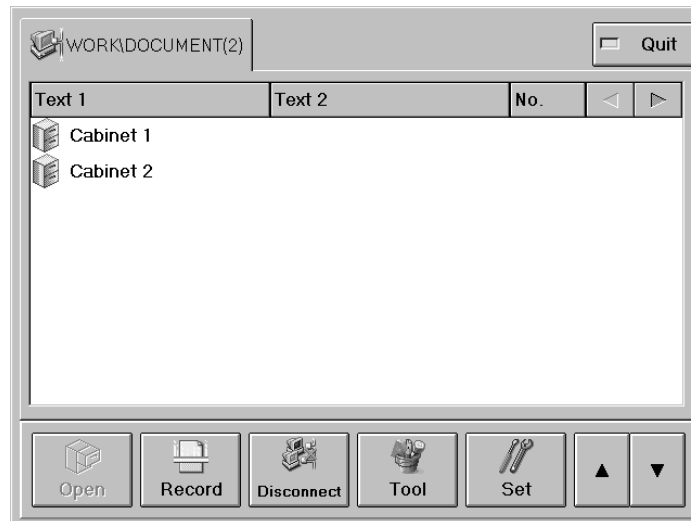 WORK\DOCUMENT(2)
Quit
Text 1 Text 2 No.
Cabinet 1
Cabinet 2
Open Record Disconnect Tool Set